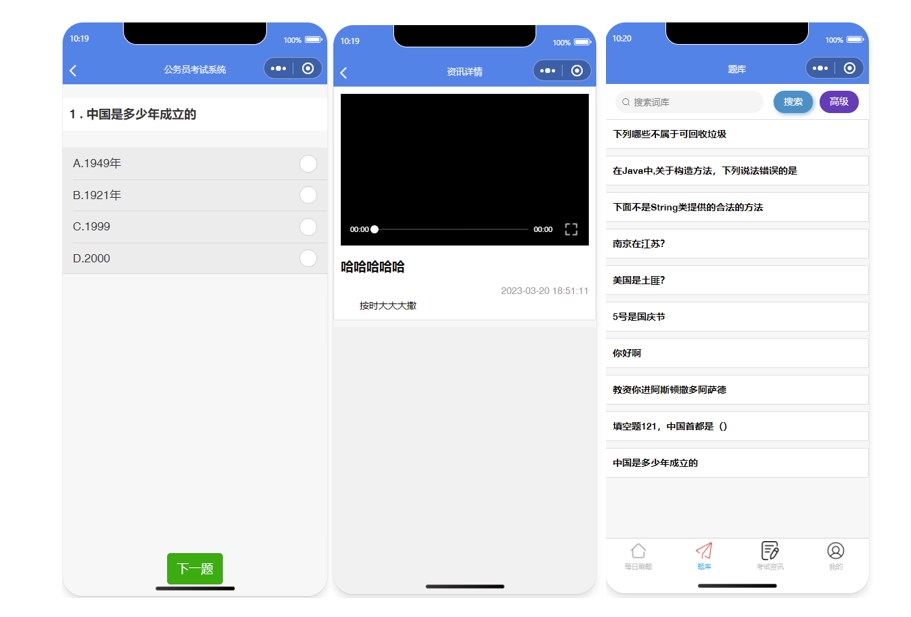 10:19
100%
公务员考试系统
1 . 中国是多少年成立的
A.1949年
B.1921年
C.1999
D.2000
下一题
10:19
100%
资讯详情
00:00
00:00
哈哈哈哈哈
2023-03-20 18:51:11
按时大大大撒
10:20
100%
题库
搜索词库
搜索
高级
下列哪些不属于可回收垃圾
在Java中,关于构造方法，下列说法错误的是
下面不是String类提供的合法的方法
南京在江苏?
美国是土匪?
5号是国庆节
你好啊
教资你进阿斯顿撒多阿萨德
填空题121，中国首都是（）
中国是多少年成立的
每日刷题
题库
考试资讯
我的